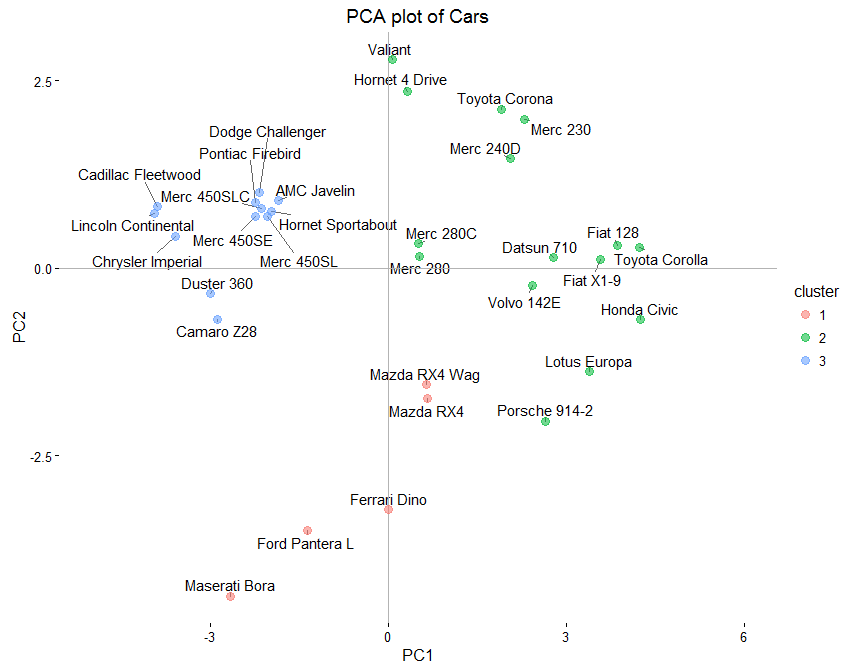 PCA plot of Cars
Valiant
Hornet 4 Drive
2.5
Toyota Corona
Merc 230
Dodge Challenger
Merc 240D
Pontiac Firebird
Cadillac Fleetwood
AMC Javelin
Merc 450SLC
Lincoln Continental
Hornet Sportabout
Merc 280C
Fiat 128
Merc 450SE
Datsun 710
Toyota Corolla
Chrysler Imperial
Merc 450SL
0.0
Merc 280
Fiat X1-9
Duster 360
cluster
Volvo 142E
Honda Civic
1
PC2
Camaro Z28
2
3
Lotus Europa
Mazda RX4 Wag
Mazda RX4
Porsche 914-2
-2.5
Ferrari Dino
Ford Pantera L
Maserati Bora
-3
0
3
6
PC1